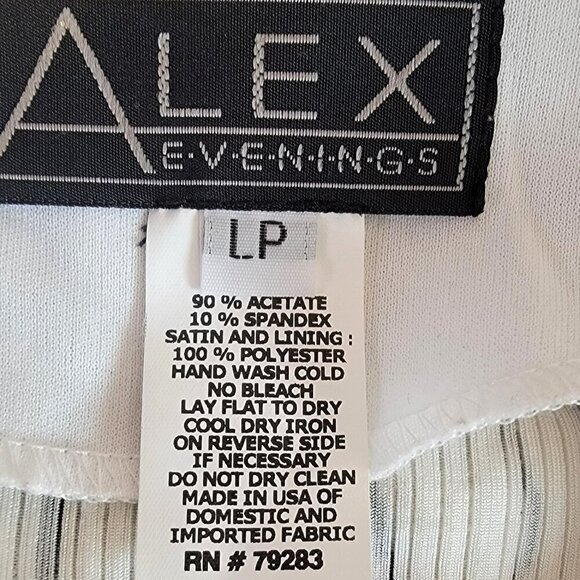 ALEX
E·V·E·N·I·N·G·S
LP
90 % ACETATE
10 % SPANDEX
SATIN AND LINING :
100 % POLYESTER
HAND WASH COLD
NO BLEACH
LAY FLAT TO DRY
COOL DRY IRON
ON REVERSE SIDE
IF NECESSARY
DO NOT DRY CLEAN
MADE IN USA OF
DOMESTIC AND
IMPORTED FABRIC
RN # 79283